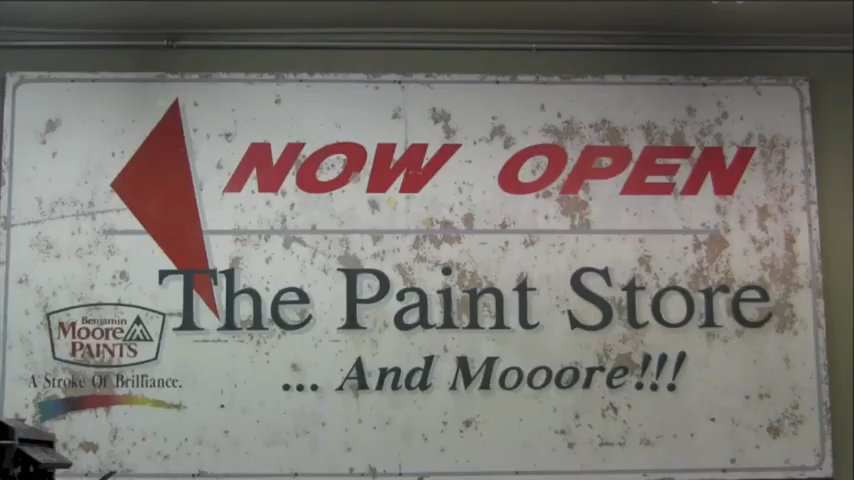 NOW OPEN
The Paint Store
... And Mooore!!!
Benjamin
Moore
PAINTS
A Stroke Of Brilliance.